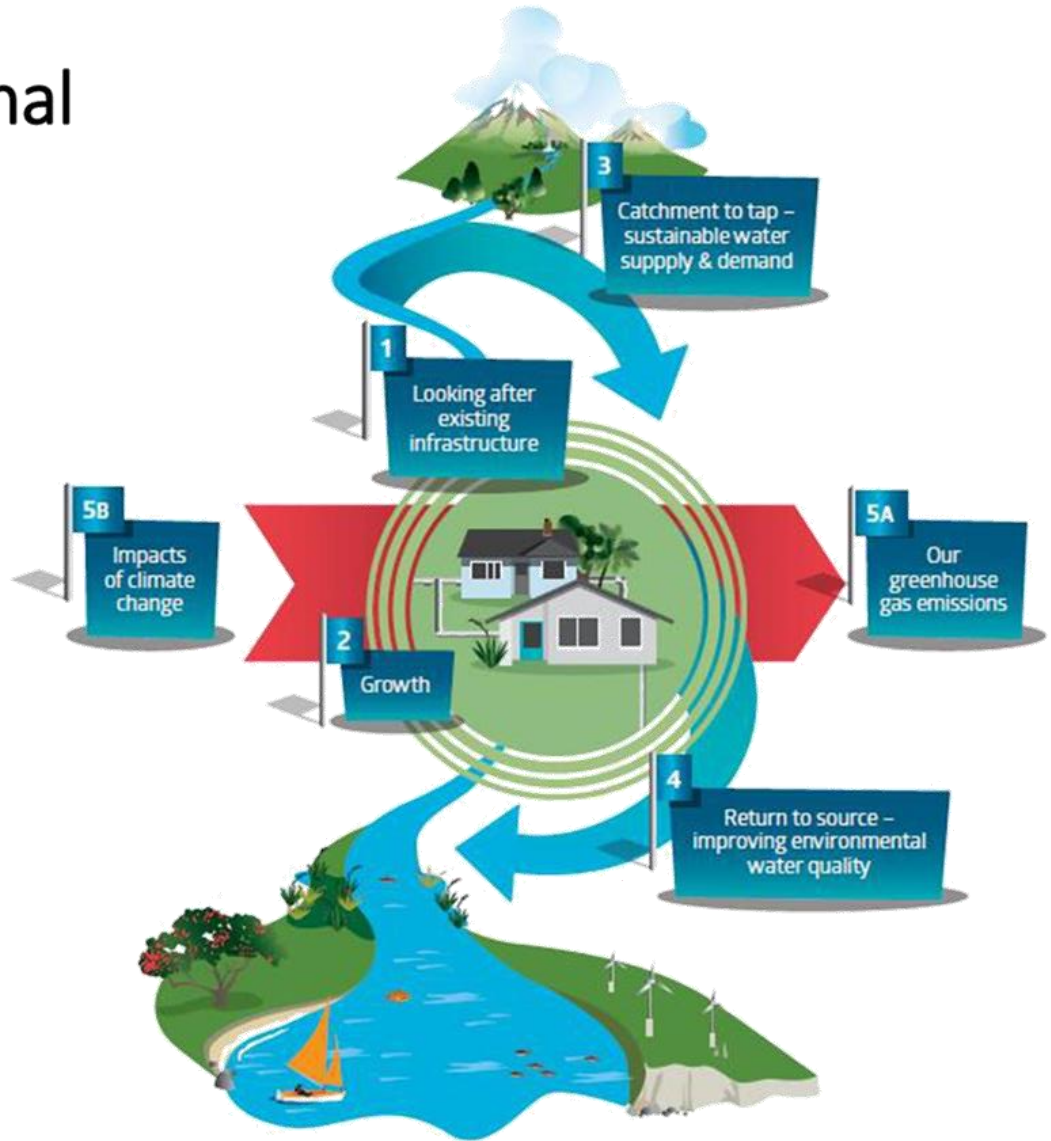 nal
3
Catchment to tap –
sustainable water
suppply & demand
1
Looking after
existing
infrastructure
5B
Impacts
of climate
change
5A
Our
greenhouse
gas emissions
2
Growth
4
Return to source –
improving environmental
water quality